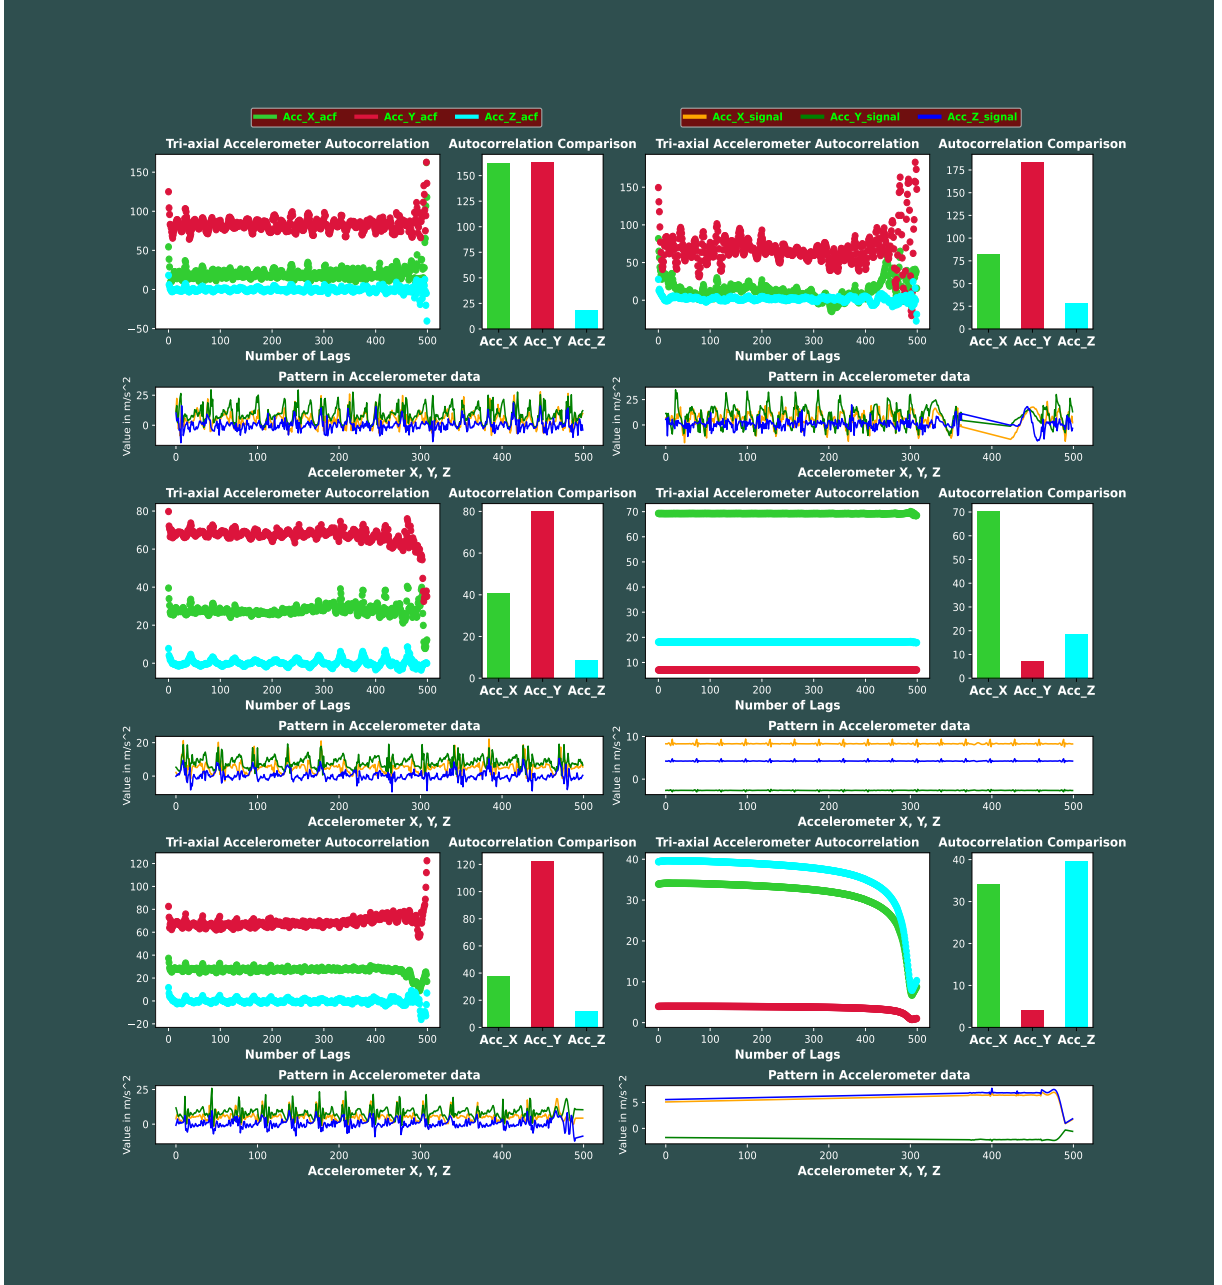 Acc_X_acf Acc_Y_acf Acc_Z_acf Acc_X_signal Acc_Y_signal Acc_Z_signal
Tri-axial Accelerometer Autocorrelation Autocorrelation Comparison Tri-axial Accelerometer Autocorrelation Autocorrelation Comparison
150
100
50
0
−50
0 100 200 300 400 500
Number of Lags
150
125
100
75
50
25
0
Acc_X Acc_Y Acc_Z
150
100
50
0
0 100 200 300 400 500
Number of Lags
175
150
125
100
75
50
25
0
Acc_X Acc_Y Acc_Z
Pattern in Accelerometer data Pattern in Accelerometer data
Value in m/s^2
25
0
0 100 200 300 400 500
Accelerometer X, Y, Z
Value in m/s^2
25
0
0 100 200 300 400 500
Accelerometer X, Y, Z
Tri-axial Accelerometer Autocorrelation Autocorrelation Comparison Tri-axial Accelerometer Autocorrelation Autocorrelation Comparison
80
60
40
20
0
0 100 200 300 400 500
Number of Lags
80
60
40
20
0
Acc_X Acc_Y Acc_Z
70
60
50
40
30
20
10
0 100 200 300 400 500
Number of Lags
70
60
50
40
30
20
10
0
Acc_X Acc_Y Acc_Z
Pattern in Accelerometer data Pattern in Accelerometer data
Value in m/s^2
20
0
0 100 200 300 400 500
Accelerometer X, Y, Z
Value in m/s^2
10
0
0 100 200 300 400 500
Accelerometer X, Y, Z
Tri-axial Accelerometer Autocorrelation Autocorrelation Comparison Tri-axial Accelerometer Autocorrelation Autocorrelation Comparison
120
100
80
60
40
20
0
−20
0 100 200 300 400 500
Number of Lags
120
100
80
60
40
20
0
Acc_X Acc_Y Acc_Z
40
30
20
10
0
0 100 200 300 400 500
Number of Lags
40
30
20
10
0
Acc_X Acc_Y Acc_Z
Pattern in Accelerometer data Pattern in Accelerometer data
Value in m/s^2
25
0
0 100 200 300 400 500
Accelerometer X, Y, Z
Value in m/s^2
5
0
0 100 200 300 400 500
Accelerometer X, Y, Z